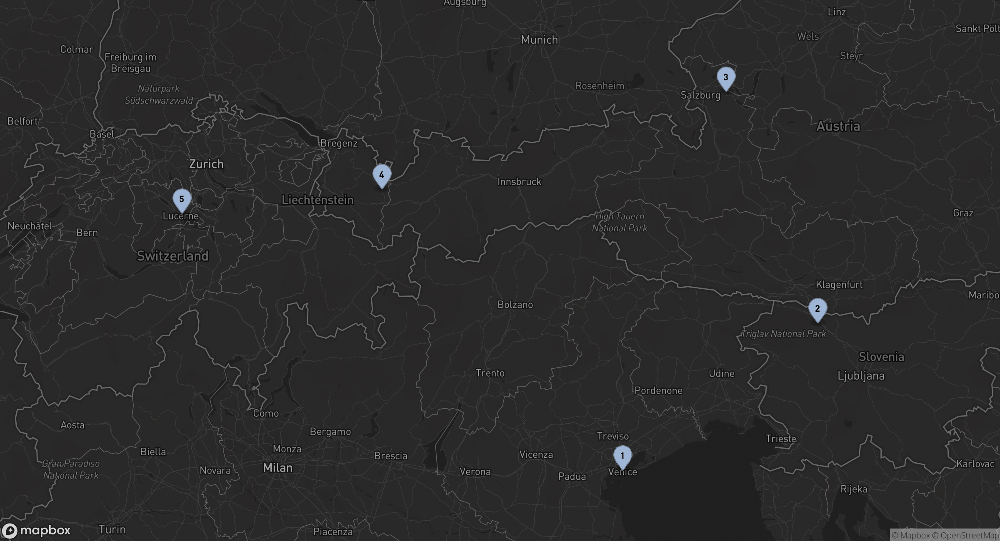 Augsburg
Linz
Munich
Sankt Pölt
Wels
Colmar
Freiburg im
Breisgau
Steyr
3
Naturpark
Südschwarzwald
Rosenheim
Salzburg
Belfort
Austria
Basel
Bregenz
Zurich
4
Innsbruck
5
Liechtenstein
Lucerne
High Tauern
National Park
Graz
Neuchâtel
Bern
Switzerland
Klagenfurt
Maribo
Bolzano
2
Triglav National Park
Slovenia
Trento
Udine
Ljubljana
Pordenone
Como
Aosta
Bergamo
Treviso
Trieste
Biella
Monza
Brescia
Vicenza
1
Gran Paradiso
National Park
Novara
Milan
Verona
Padua
Venice
Karlovac
Rijeka
mapbox
Turin
Piacenza
© Mapbox © OpenStreetMap